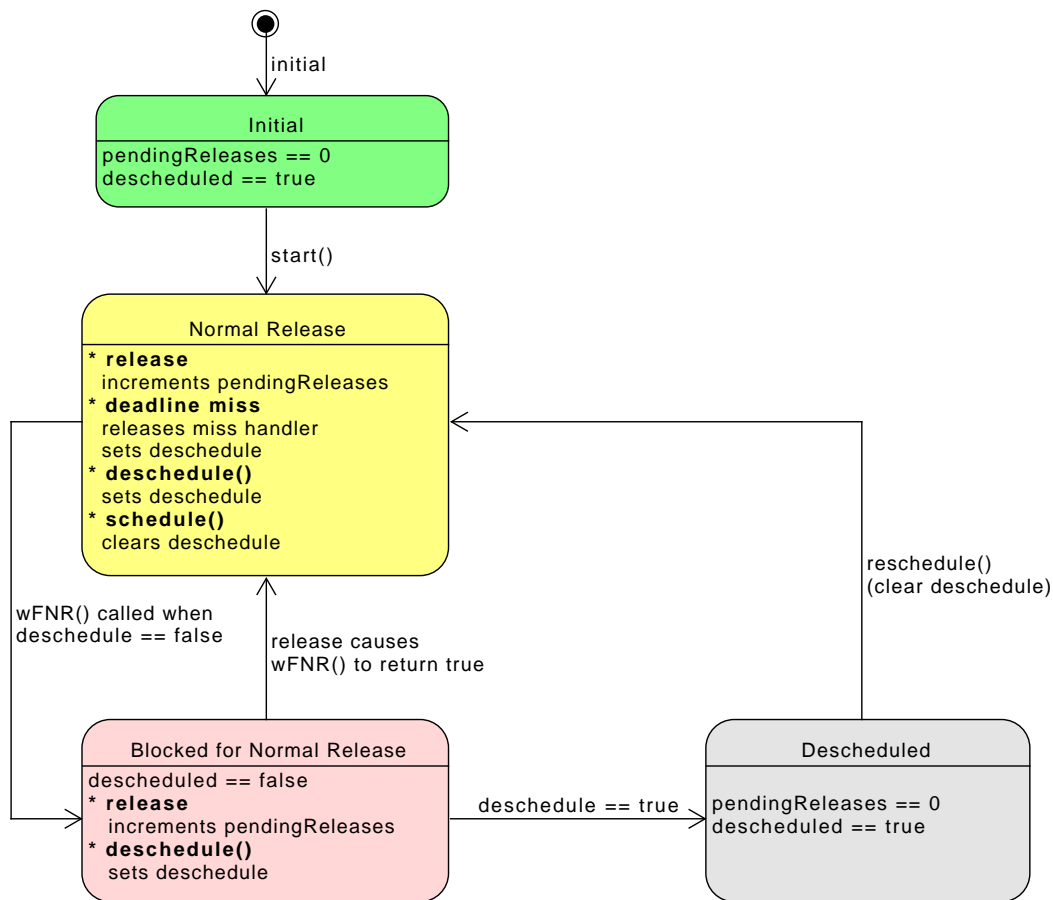 initial
Initial
pendingReleases == 0
descheduled == true
start()
Normal Release
* release
increments pendingReleases
* deadline miss
releases miss handler
sets deschedule
* deschedule()
sets deschedule
* schedule()
clears deschedule
reschedule()
(clear deschedule)
wFNR() called when
deschedule == false
release causes
wFNR() to return true
Blocked for Normal Release
descheduled == false
* release
increments pendingReleases
* deschedule()
sets deschedule
deschedule == true
Descheduled
pendingReleases == 0
descheduled == true